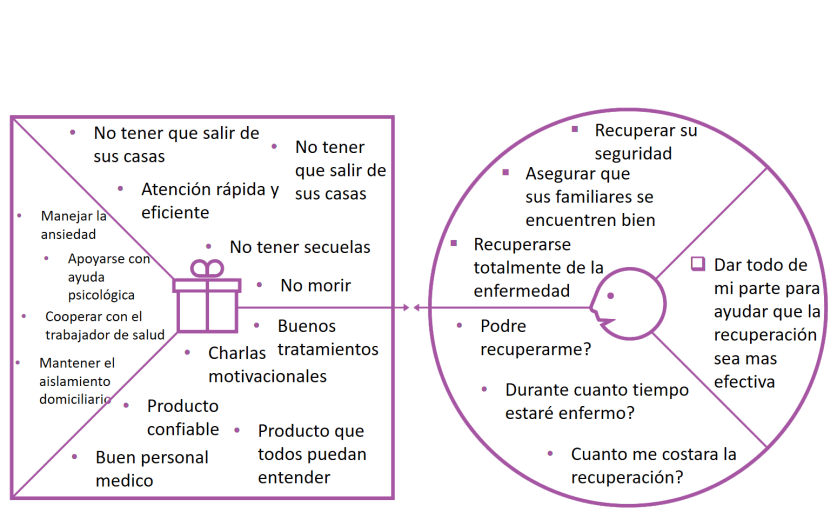 No tener que salir de
sus casas
No tener
que salir de
sus casas
Atención rápida y
eficiente
Manejar la
ansiedad
No tener secuelas
Apoyarse con
ayuda
psicológica
No morir
Cooperar con el
trabajador de salud
Buenos
tratamientos
Charlas
motivacionales
Mantener el
aislamiento
domiciliario
Producto
confiable
Producto que
todos puedan
entender
Buen personal
medico
Recuperar su
seguridad
Asegurar que
sus familiares se
encuentren bien
Recuperarse
totalmente de la
enfermedad
Dar todo de
mi parte para
ayudar que la
recuperación
sea mas
efectiva
Podre
recuperarme?
Durante cuanto tiempo
estaré enfermo?
Cuanto me costara la
recuperación?